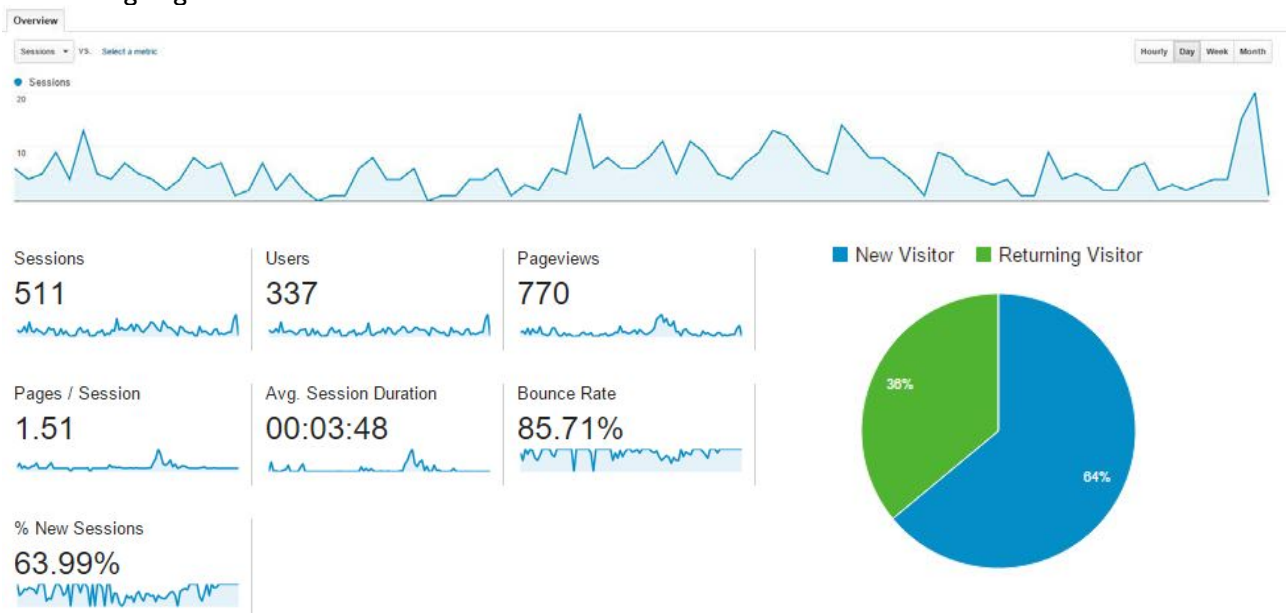 Overview
Sessions VS. Select a metric
Hourly Day Week Month
Sessions
20
10
Sessions
511
Users
337
Pageviews
770
Pages / Session
1.51
Avg. Session Duration
00:03:48
Bounce Rate
85.71%
% New Sessions
63.99%
New Visitor Returning Visitor
36%
64%